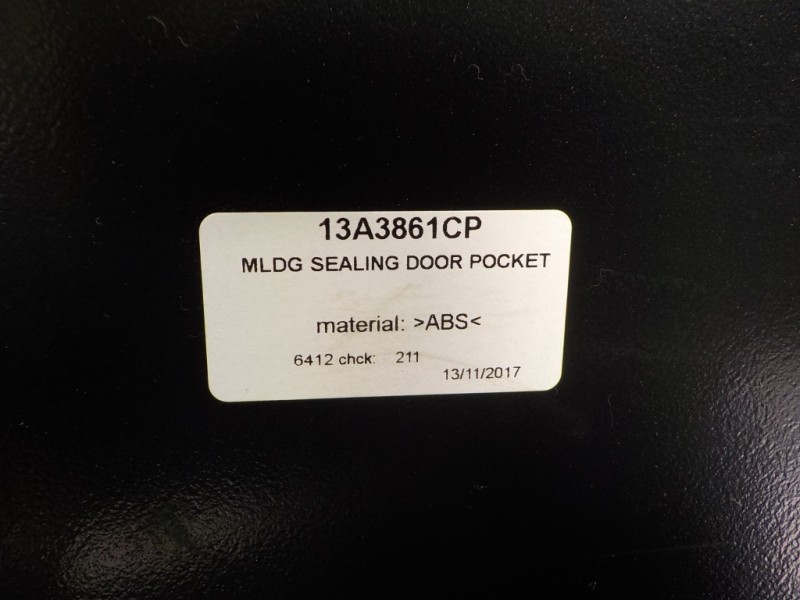 13A3861CP
MLDG SEALING DOOR POCKET
material: >ABS<
6412 chck: 211
13/11/2017